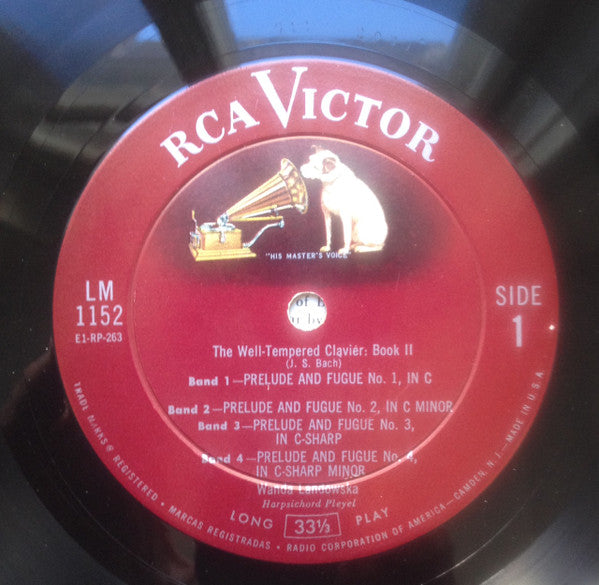 RCA VICTOR
"HIS MASTER'S VOICE"
LM
1152
E1-RP-263
SIDE
1
of
by
The Well-Tempered Clavier: Book II
(J. S. Bach)
Band 1—PRELUDE AND FUGUE No. 1, IN C
Band 2—PRELUDE AND FUGUE No. 2, IN C MINOR
Band 3—PRELUDE AND FUGUE No. 3,
IN C-SHARP
Band 4—PRELUDE AND FUGUE No. 4,
IN C-SHARP MINOR
Wanda Landowska
Harpsichord Pleyel
LONG 33⅓ PLAY
TRADE MARKS® REGISTERED • MARCAS REGISTRADAS • RADIO CORPORATION OF AMERICA—CAMDEN, N.J.—MADE IN U.S.A.